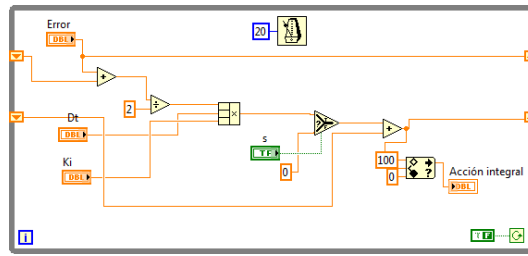 Error
DBL
20
+
+
÷
2
×
Dt
DBL
Ki
DBL
s
TF
?
0
+
100
0
?
Acción integral
DBL
i
TF